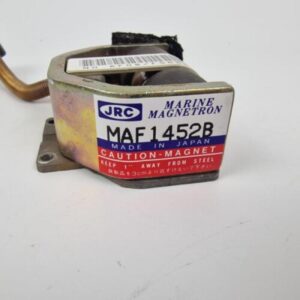 JRC MARINE
MAGNETRON
MAF1452B
MADE IN JAPAN
CAUTION-MAGNET
KEEP 1" AWAY FROM STEEL